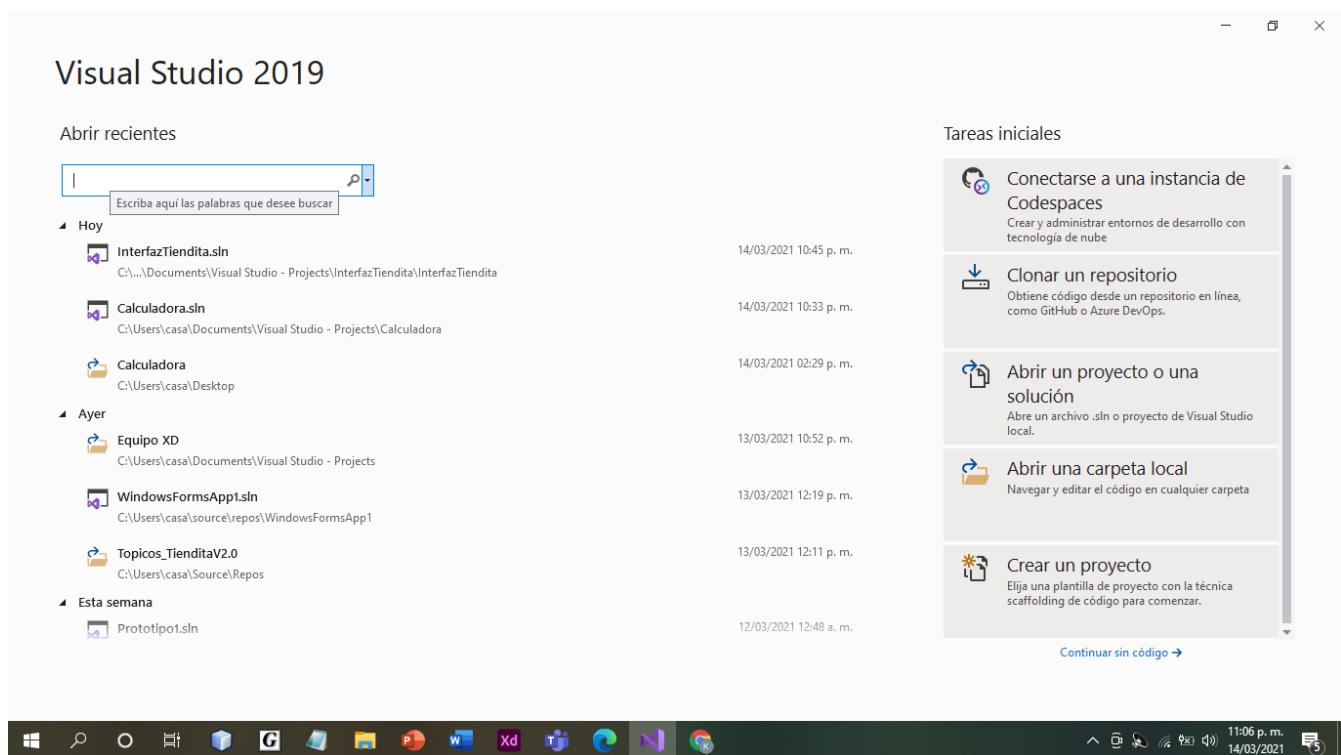 Visual Studio 2019
Abrir recientes
Escriba aquí las palabras que desee buscar
Hoy
InterfazTiendita.sln
14/03/2021 10:45 p. m.
C:\...\Documents\Visual Studio - Projects\InterfazTiendita\InterfazTiendita
Calculadora.sln
14/03/2021 10:33 p. m.
C:\Users\casa\Documents\Visual Studio - Projects\Calculadora
Calculadora
14/03/2021 02:29 p. m.
C:\Users\casa\Desktop
Ayer
Equipo XD
13/03/2021 10:52 p. m.
C:\Users\casa\Documents\Visual Studio - Projects
WindowsFormsApp1.sln
13/03/2021 12:19 p. m.
C:\Users\casa\source\repos\WindowsFormsApp1
Topicos_TienditaV2.0
13/03/2021 12:11 p. m.
C:\Users\casa\Source\Repos
Esta semana
Prototipo1.sln
12/03/2021 12:48 a. m.
Tareas iniciales
Conectarse a una instancia de
Codespaces
Crear y administrar entornos de desarrollo con
tecnología de nube
Clonar un repositorio
Obtiene código desde un repositorio en línea,
como GitHub o Azure DevOps.
Abrir un proyecto o una
solución
Abre un archivo .sln o proyecto de Visual Studio
local.
Abrir una carpeta local
Navegar y editar el código en cualquier carpeta
Crear un proyecto
Elija una plantilla de proyecto con la técnica
scaffolding de código para comenzar.
Continuar sin código →
G
P
W
Xd
T
K
11:06 p. m.
14/03/2021
5